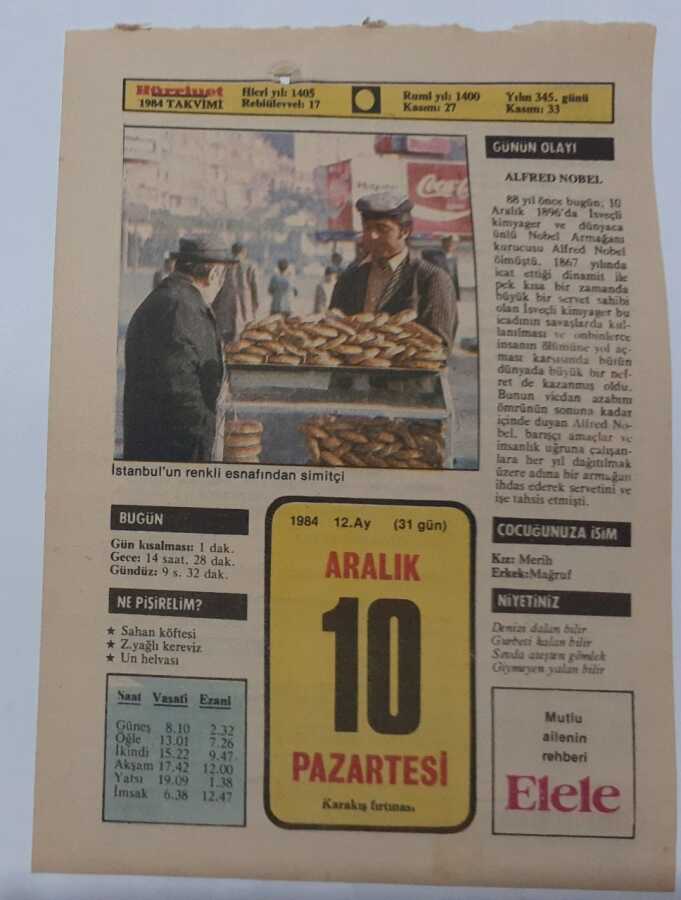 Hürriyet
1984 TAKVİMİ
Hicri yıl: 1405
Rebiülevvel: 17
Rumi yıl: 1400
Kasım: 27
Yılın 345. günü
Kasım: 33
Coca
İstanbul'un renkli esnafından simitçi
GÜNÜN OLAYI
ALFRED NOBEL
88 yıl önce bugün, 10
Aralık 1896'da İsveçli
kimyager ve dünyaca
ünlü Nobel Armağanı
kurucusu Alfred Nobel
ölmüştü. 1867 yılında
icat ettiği dinamit ile
pek kısa bir zamanda
büyük bir servet sahibi
olan İsveçli kimyager bu
icadının savaşlarda kul-
lanılması ve onbinlerce
insanın ölümüne yol aç-
ması karşısında bütün
dünyada büyük bir nef-
ret de kazanmış oldu.
Bunun vicdan azabını
ömrünün sonuna kadar
içinde duyan Alfred No-
bel, barışçı amaçlar ve
insanlık uğruna çalışan-
lara her yıl dağıtılmak
üzere adına bir armağan
ihdas ederek servetini ve
işe tahsis etmişti.
BUGÜN
Gün kısalması: 1 dak.
Gece: 14 saat, 28 dak.
Gündüz: 9 s. 32 dak.
NE PİŞİRELİM?
★ Sahan köftesi
★ Z.yağlı kereviz
★ Un helvası
Saat Vasati Ezani
Güneş 8.10 2.32
Öğle 13.01 7.26
İkindi 15.22 9.47
Akşam 17.42 12.00
Yatsı 19.09 1.38
İmsak 6.38 12.47
1984 12.Ay (31 gün)
ARALIK
10
PAZARTESİ
Karakış fırtınası.
ÇOCUĞUNUZA İSİM
Kız: Merih
Erkek:Mağruf
NİYETİNİZ
Denizi dalan bilir
Gurbeti kalan bilir
Sevda ateşten gömlek
Giymeyen yalan bilir
Mutlu
ailenin
rehberi
Elele